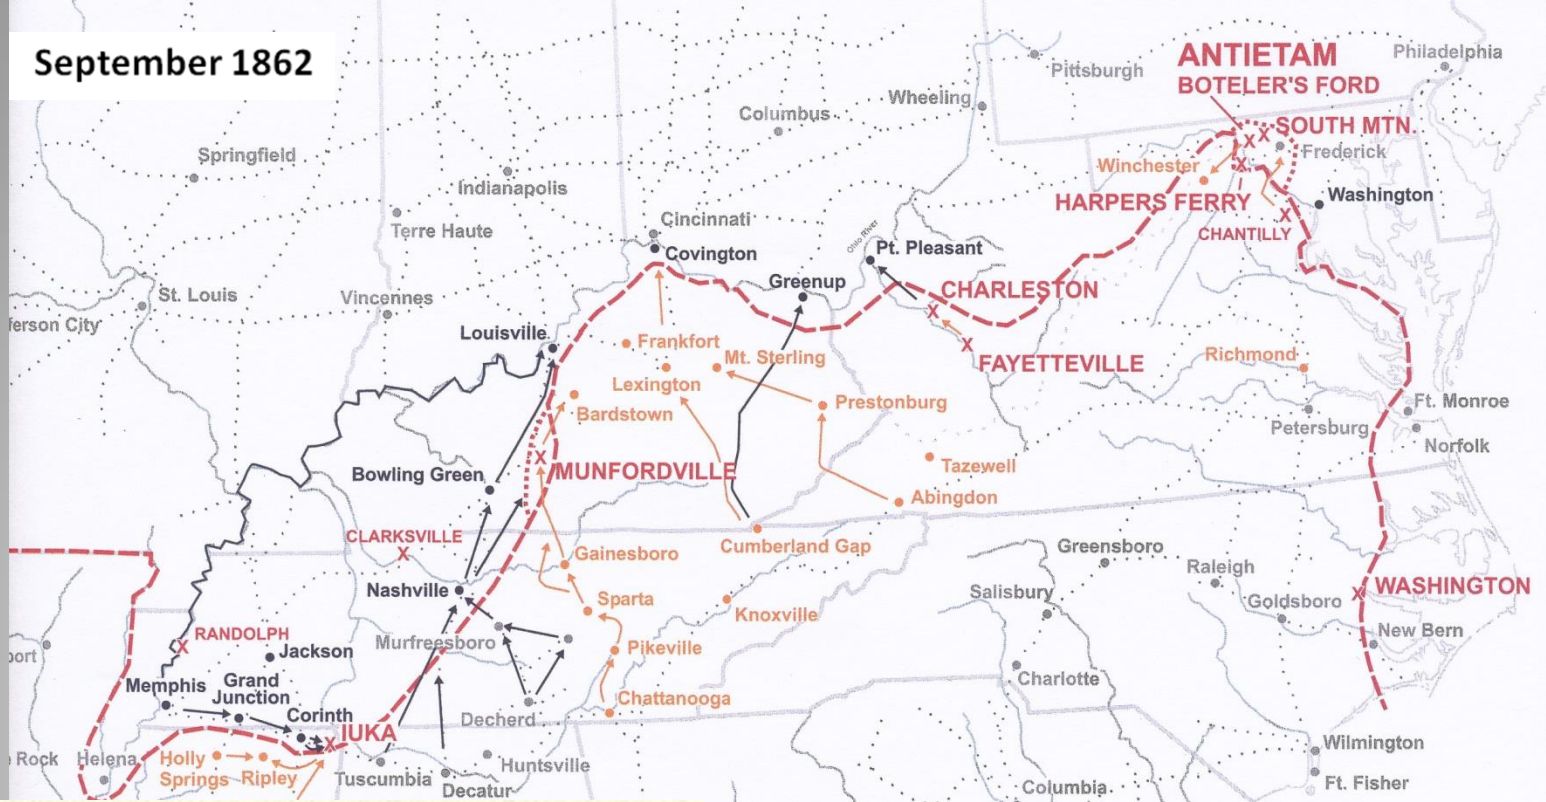 September 1862
ANTIETAM
BOTELER'S FORD
Philadelphia
Pittsburgh
Wheeling
Columbus
SOUTH MTN.
Frederick
Springfield
Indianapolis
Winchester
HARPERS FERRY
Washington
CHANTILLY
Terre Haute
Cincinnati
Covington
Ohio River
Pt. Pleasant
Greenup
CHARLESTON
St. Louis
Vincennes
ferson City
Louisville
Frankfort
Mt. Sterling
FAYETTEVILLE
Richmond
Lexington
Bardstown
Prestonburg
Ft. Monroe
Petersburg
Norfolk
Bowling Green
MUNFORDVILLE
Tazewell
Abingdon
CLARKSVILLE
Gainesboro
Cumberland Gap
Greensboro
Raleigh
Nashville
Sparta
Knoxville
Salisbury
Goldsboro
WASHINGTON
RANDOLPH
Jackson
Murfreesboro
Pikeville
New Bern
port
Memphis
Grand
Junction
Corinth
Chattanooga
Charlotte
Decherd
IUKA
Rock
Helena
Holly
Springs
Ripley
Tuscumbia
Huntsville
Decatur
Wilmington
Ft. Fisher
Columbia